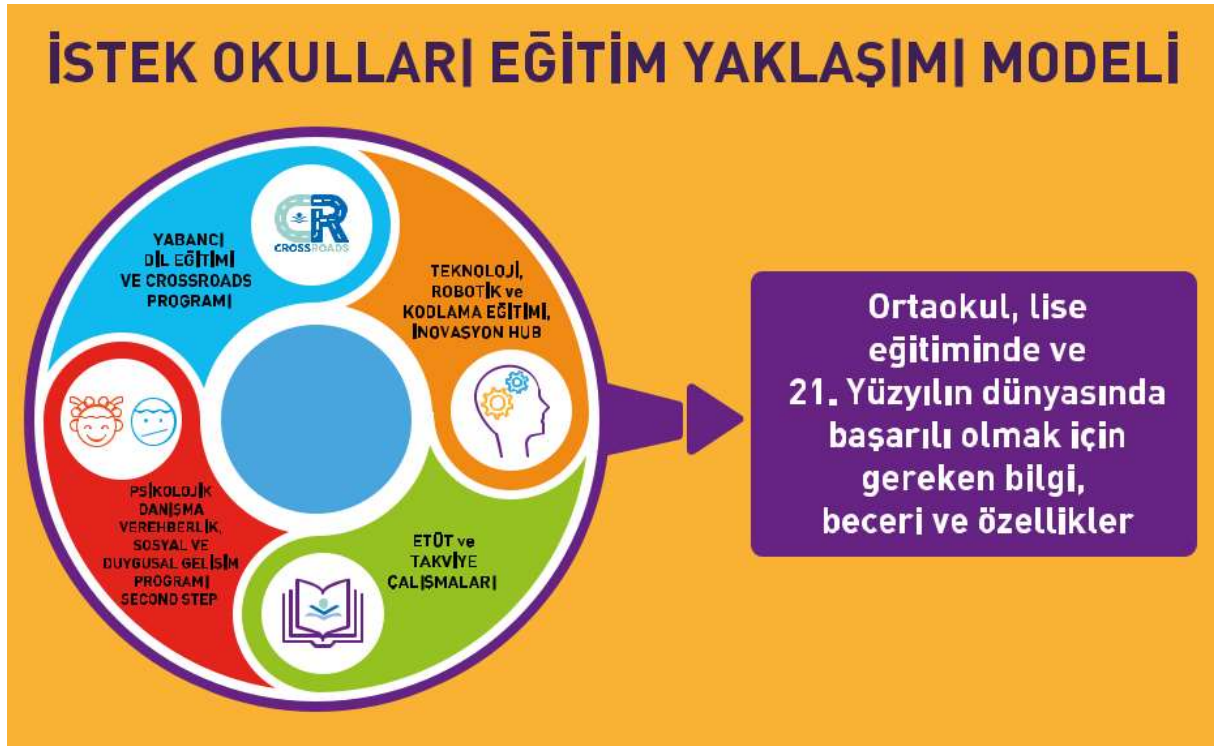 İSTEK OKULLARI EĞİTİM YAKLAŞIMI MODELİ
CROSSROADS
YABANCI
DİL EĞİTİMİ
VE CROSSROADS
PROGRAMI
TEKNOLOJİ,
ROBOTİK ve
KODLAMA EĞİTİMİ,
İNOVASYON HUB
PSİKOLOJİK
DANIŞMA
VEREHBERLİK,
SOSYAL VE
DUYGUSAL GELİŞİM
PROGRAMI
SECOND STEP
ETÜT ve
TAKVİYE
ÇALIŞMALARI
Ortaokul, lise
eğitiminde ve
21. Yüzyılın dünyasında
başarılı olmak için
gereken bilgi,
beceri ve özellikler